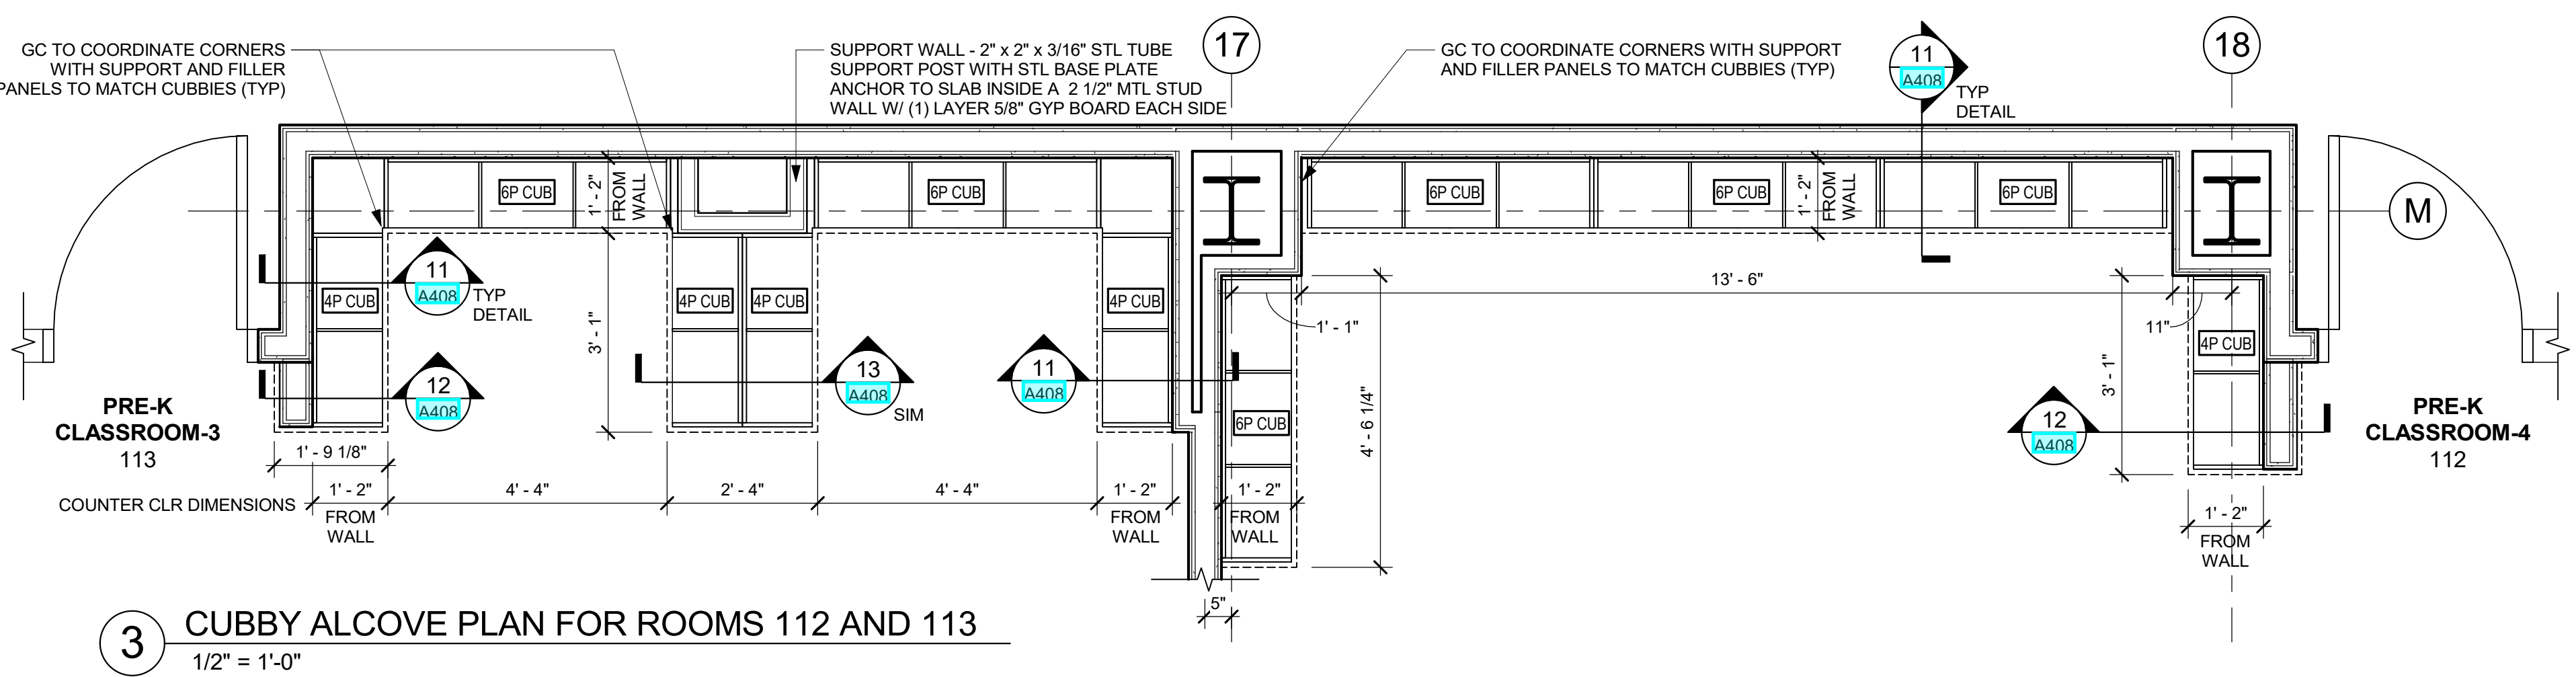 GC TO COORDINATE CORNERS
WITH SUPPORT AND FILLER
PANELS TO MATCH CUBBIES (TYP)
SUPPORT WALL - 2" x 2" x 3/16" STL TUBE
SUPPORT POST WITH STL BASE PLATE
ANCHOR TO SLAB INSIDE A 2 1/2" MTL STUD
WALL W/ (1) LAYER 5/8" GYP BOARD EACH SIDE
17
GC TO COORDINATE CORNERS WITH SUPPORT
AND FILLER PANELS TO MATCH CUBBIES (TYP)
11
A408
TYP
DETAIL
18
6P CUB
1' - 2"
FROM
WALL
6P CUB
6P CUB
6P CUB
1' - 2"
FROM
WALL
6P CUB
M
11
A408
TYP
DETAIL
4P CUB
3' - 1"
4P CUB
4P CUB
4P CUB
13' - 6"
1' - 1"
11"
4P CUB
3' - 1"
12
A408
13
A408
SIM
11
A408
6P CUB
4' - 6 1/4"
12
A408
PRE-K
CLASSROOM-3
113
PRE-K
CLASSROOM-4
112
1' - 9 1/8"
COUNTER CLR DIMENSIONS
1' - 2"
FROM
WALL
4' - 4"
2' - 4"
4' - 4"
1' - 2"
FROM
WALL
1' - 2"
FROM
WALL
1' - 2"
FROM
WALL
5"
3
CUBBY ALCOVE PLAN FOR ROOMS 112 AND 113
1/2" = 1'-0"